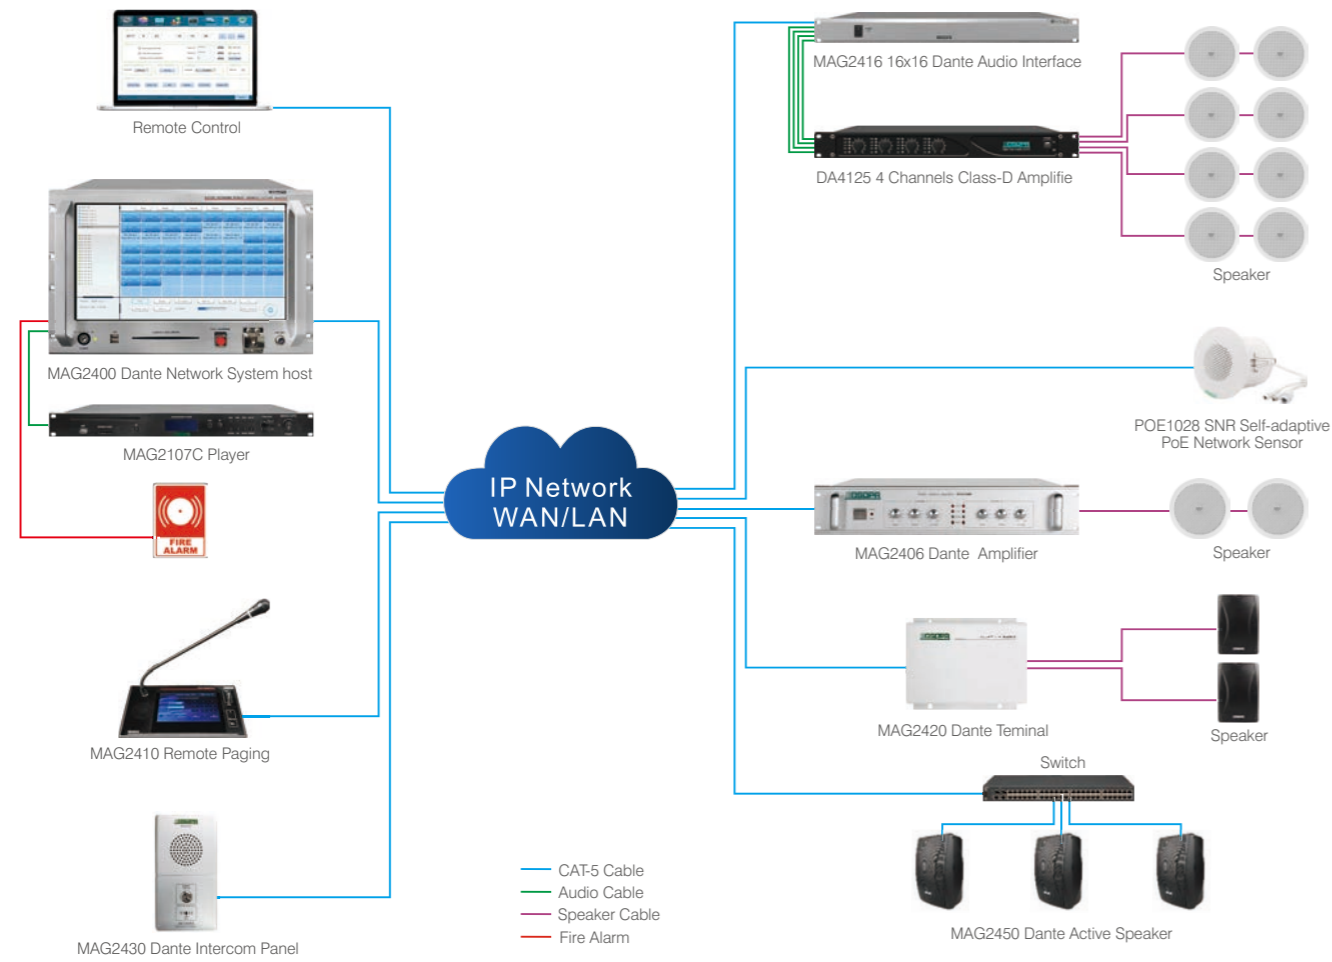 Remote Control
MAG2400 Dante Network System host
MAG2107C Player
FIRE
ALARM
MAG2410 Remote Paging
MAG2430 Dante Intercom Panel
IP Network
WAN/LAN
CAT-5 Cable
Audio Cable
Speaker Cable
Fire Alarm
MAG2416 16x16 Dante Audio Interface
DA4125 4 Channels Class-D Amplifie
Speaker
POE1028 SNR Self-adaptive
PoE Network Sensor
DSPPA
MAG2406 Dante Amplifier
Speaker
MAG2420 Dante Teminal
Speaker
Switch
MAG2450 Dante Active Speaker